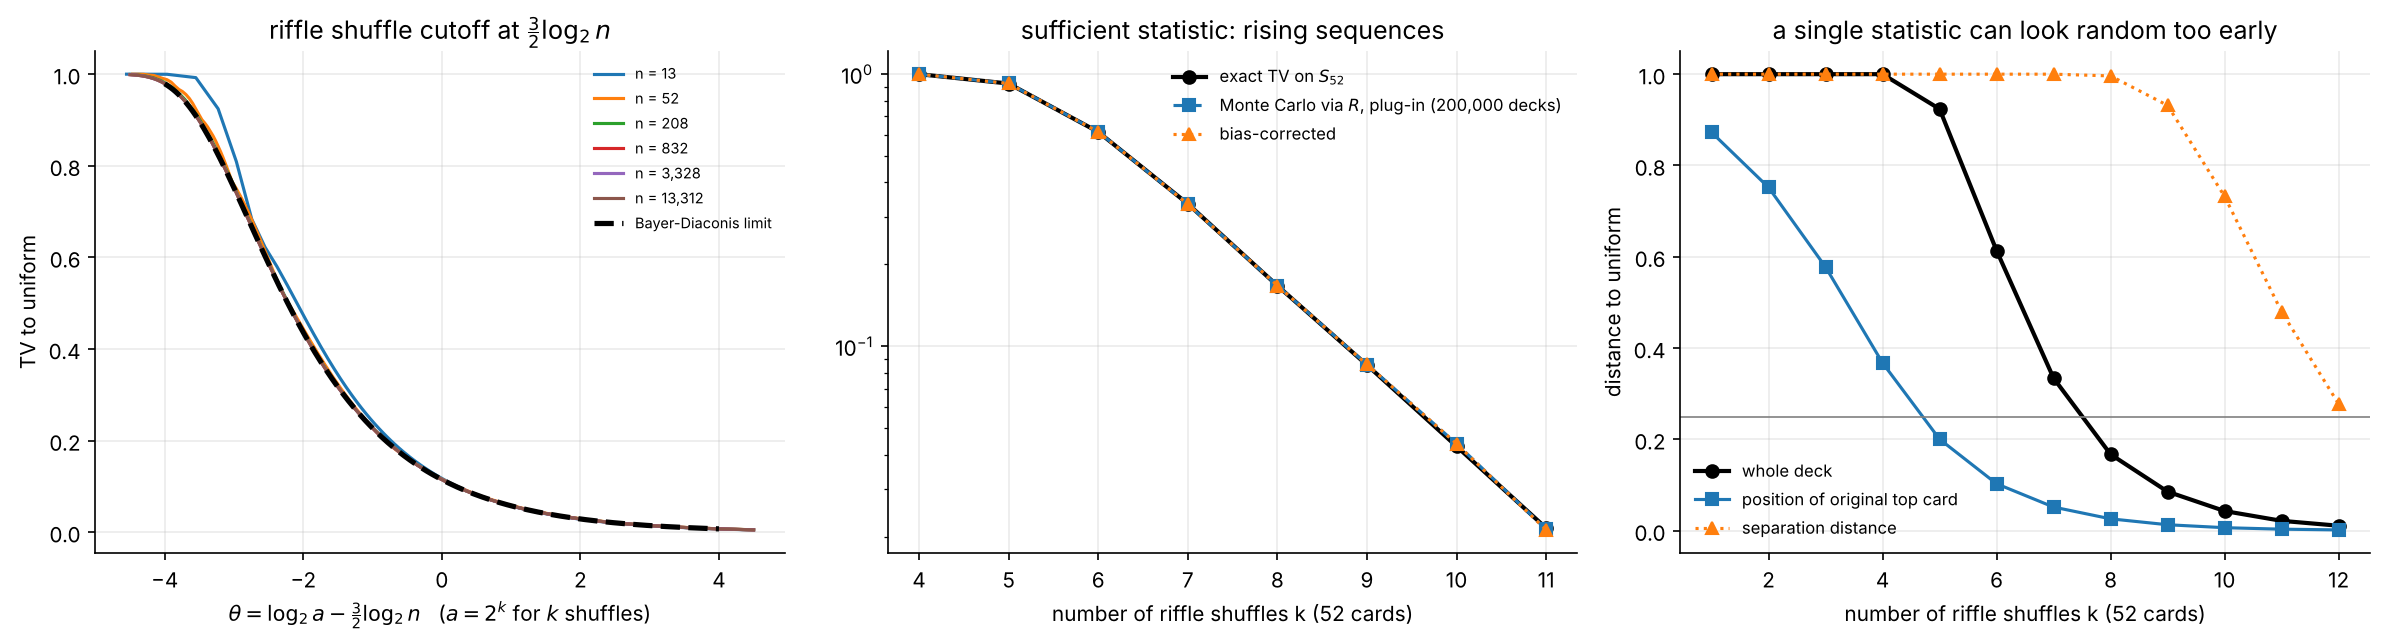 riffle shuffle cutoff at 3/2 log₂ n
1.0
0.8
0.6
0.4
0.2
0.0
TV to uniform
n = 13
n = 52
n = 208
n = 832
n = 3,328
n = 13,312
Bayer-Diaconis limit
−4
−2
0
2
4
θ = log₂ a − 3/2 log₂ n (a = 2ᵏ for k shuffles)
sufficient statistic: rising sequences
10⁰
10⁻¹
exact TV on S₅₂
Monte Carlo via R, plug-in (200,000 decks)
bias-corrected
4
5
6
7
8
9
10
11
number of riffle shuffles k (52 cards)
a single statistic can look random too early
1.0
0.8
0.6
0.4
0.2
0.0
distance to uniform
whole deck
position of original top card
separation distance
2
4
6
8
10
12
number of riffle shuffles k (52 cards)